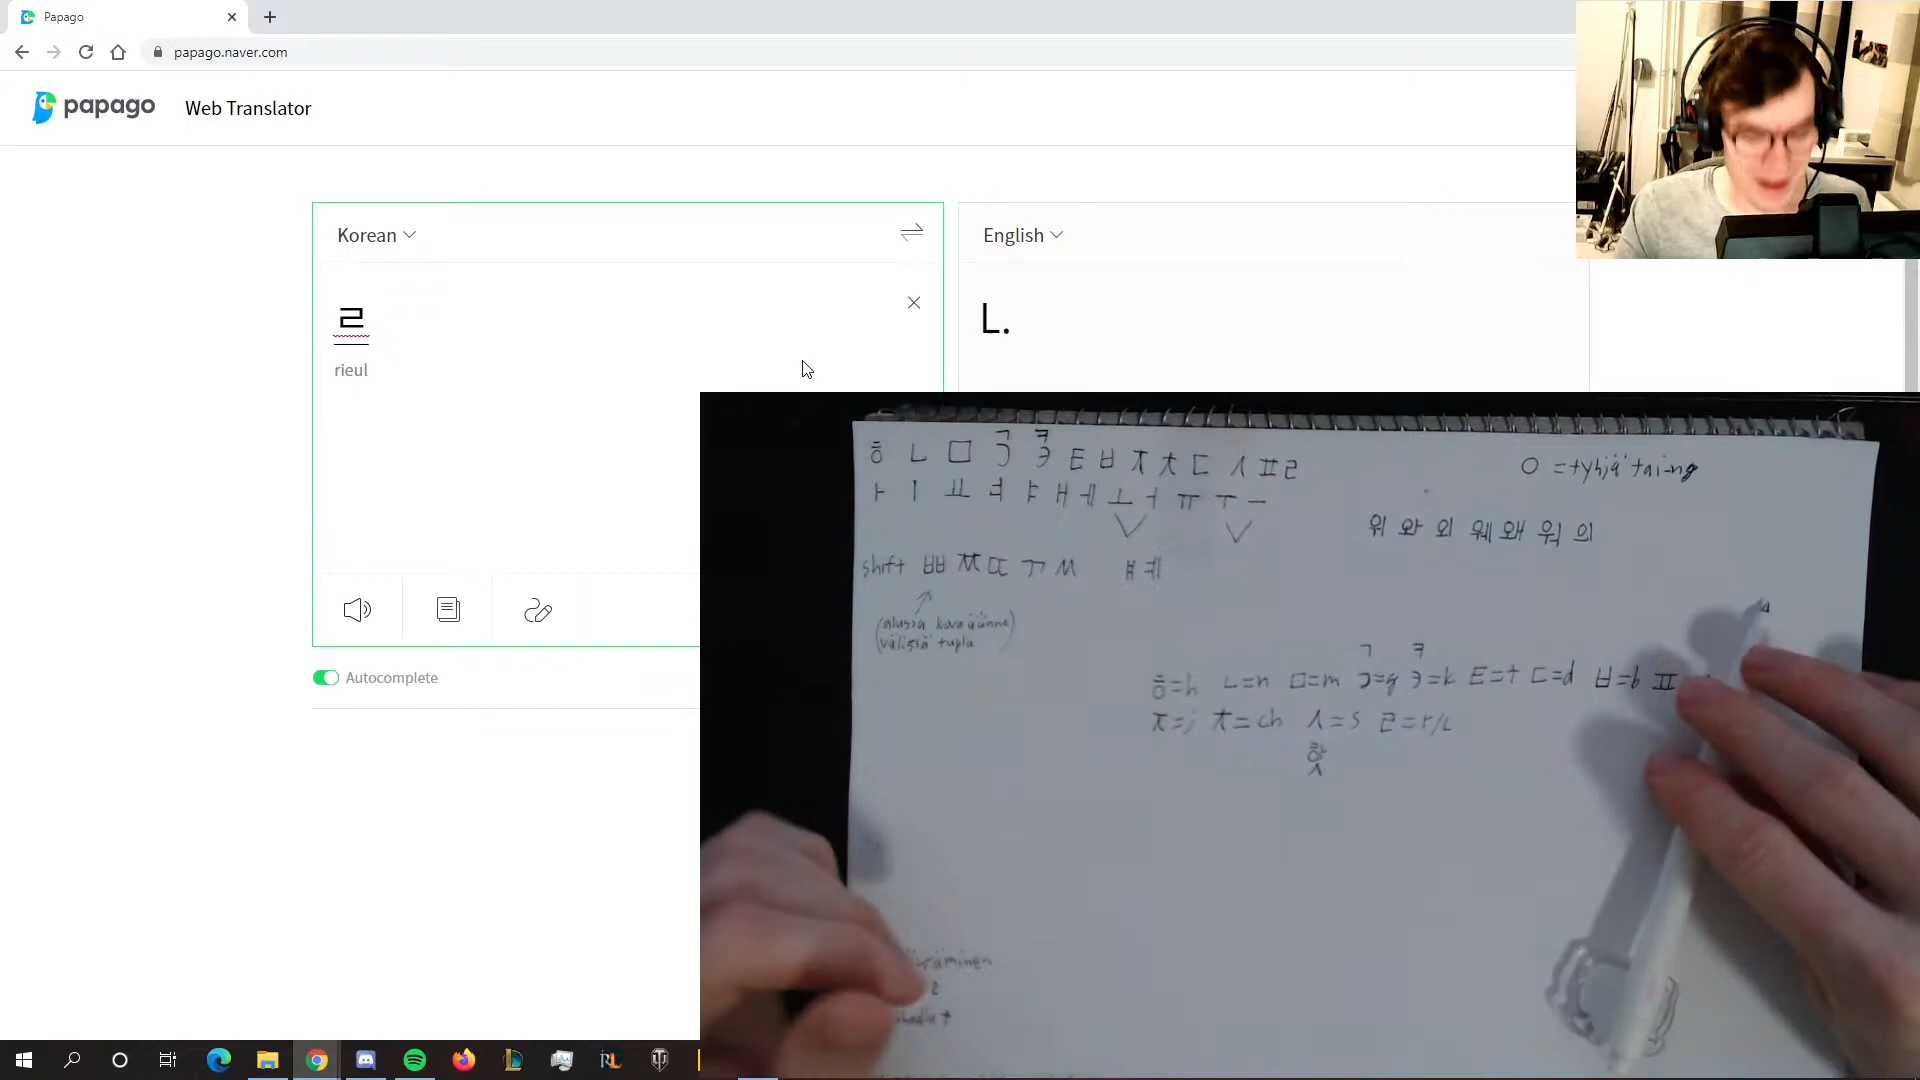 Papago
papago.naver.com
papago Web Translator
Korean
English
ㄹ
L.
rieul
Autocomplete
ㅎ ㄴ ㅁ ㄱ ㅋ ㅌ ㅂ ㅈ ㅊ ㄷ ㅅ ㅍ ㄹ
ㅏ ㅣ ㅛ ㅕ ㅑ ㅐ ㅔ ㅗ ㅓ ㅠ ㅜ ㅡ
O = tyhjä tai -ng
위 와 외 웨 왜 워 의
shift ㅃ ㅉ ㄸ ㄲ ㅆ ㅒ ㅖ
(alussa kova äänne)
(välissä tupla
ㄱ ㅋ
ㅎ=h ㄴ=n ㅁ=m ㄱ=g ㅋ=k ㅌ=t ㄷ=d ㅂ=b ㅍ
ㅈ=j ㅊ=ch ㅅ=s ㄹ=r/L
핫